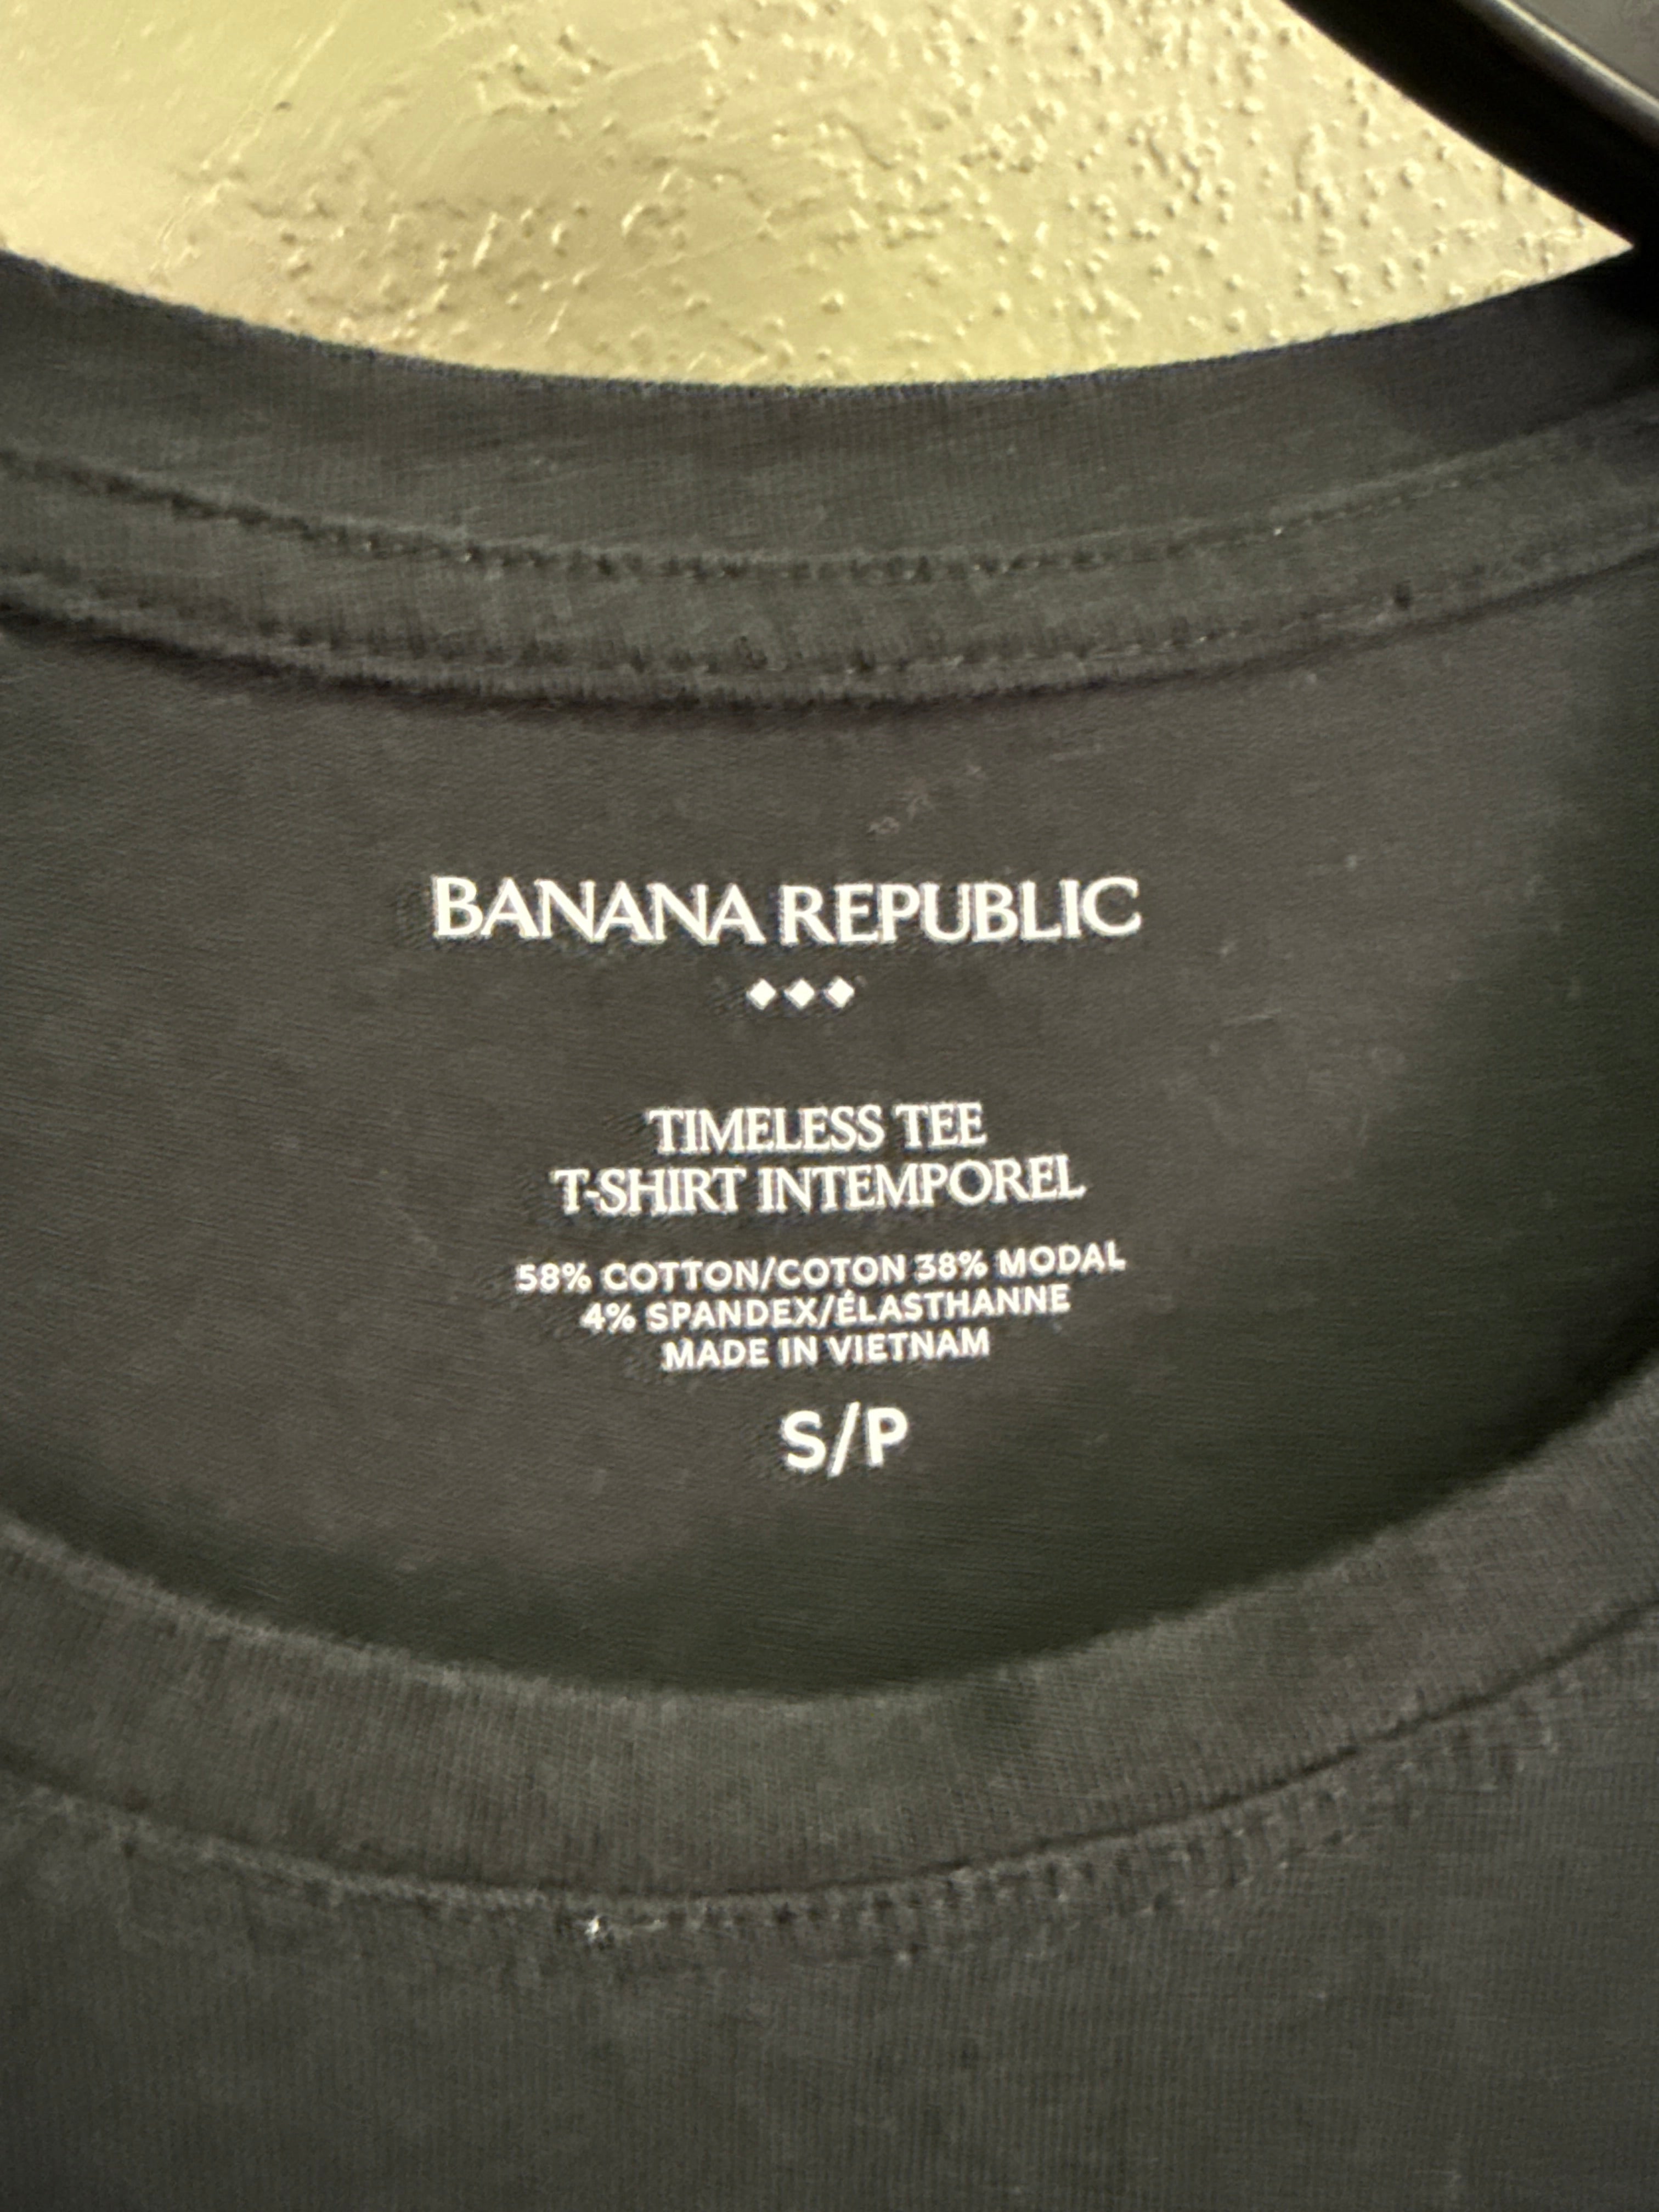 BANANA REPUBLIC
TIMELESS TEE
T-SHIRT INTEMPOREL
58% COTTON/COTON 38% MODAL
4% SPANDEX/ÉLASTHANNE
MADE IN VIETNAM
S/P